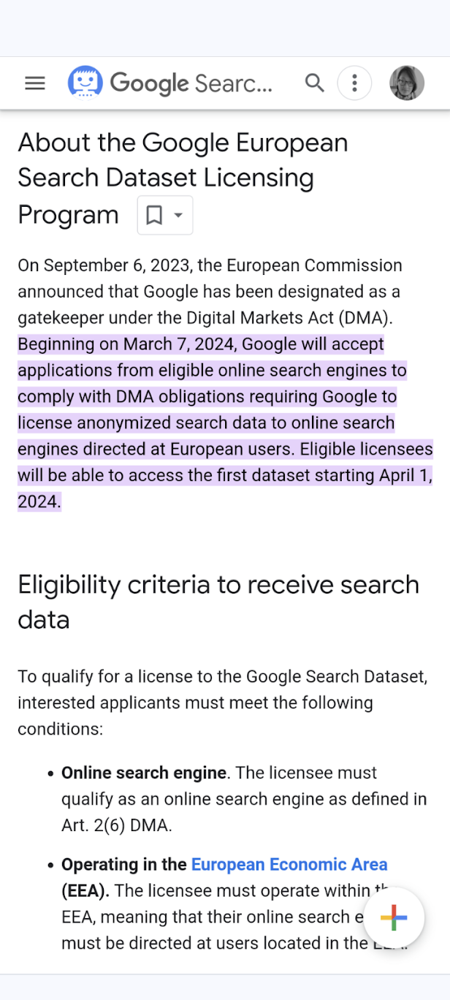 Google Searc...
About the Google European
Search Dataset Licensing
Program
On September 6, 2023, the European Commission
announced that Google has been designated as a
gatekeeper under the Digital Markets Act (DMA).
Beginning on March 7, 2024, Google will accept
applications from eligible online search engines to
comply with DMA obligations requiring Google to
license anonymized search data to online search
engines directed at European users. Eligible licensees
will be able to access the first dataset starting April 1,
2024.
Eligibility criteria to receive search
data
To qualify for a license to the Google Search Dataset,
interested applicants must meet the following
conditions:
• Online search engine. The licensee must
qualify as an online search engine as defined in
Art. 2(6) DMA.
• Operating in the European Economic Area
(EEA). The licensee must operate within
EEA, meaning that their online search
must be directed at users located in the